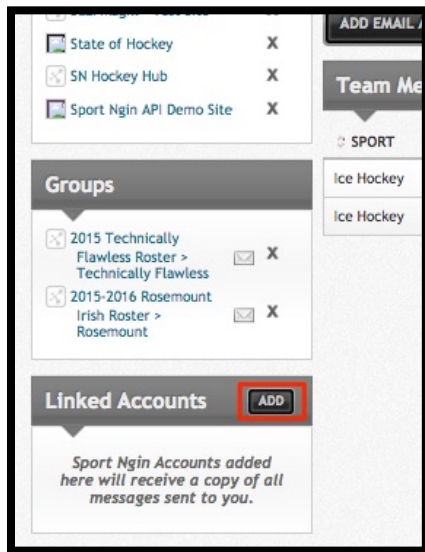 State of Hockey X
SN Hockey Hub X
Sport Ngin API Demo Site X
Groups
2015 Technically
Flawless Roster > X
Technically Flawless
2015-2016 Rosemount
Irish Roster > X
Rosemount
Linked Accounts ADD
Sport Ngin Accounts added
here will receive a copy of all
messages sent to you.
ADD EMAIL
Team Me
SPORT
Ice Hockey
Ice Hockey